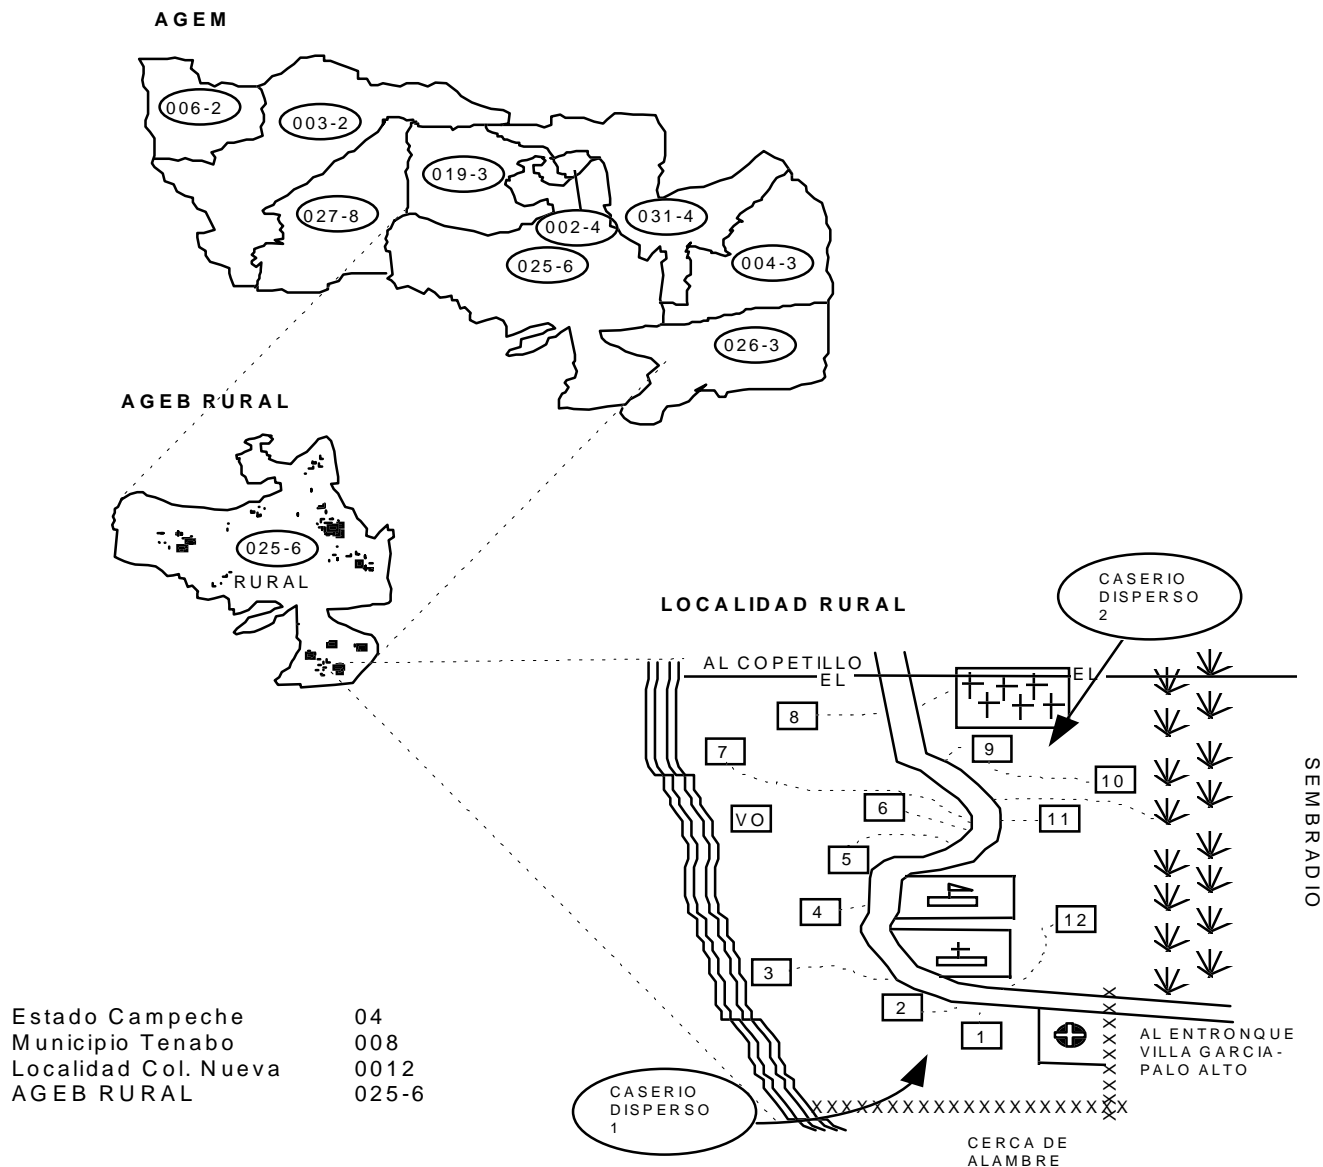 AGEM
006-2
003-2
019-3
027-8
002-4
031-4
025-6
004-3
026-3
AGEB RURAL
025-6
RURAL
LOCALIDAD RURAL
CASERIO
DISPERSO
2
AL COPETILLO
EL
EL
8
7
9
10
6
VO
11
5
4
12
3
2
1
SEMBRADIO
AL ENTRONQUE
VILLA GARCIA-
PALO ALTO
XXXXXXXXXXXXXXXXXXXXX
CASERIO
DISPERSO
1
CERCA DE
ALAMBRE
Estado Campeche 04
Municipio Tenabo 008
Localidad Col. Nueva 0012
AGEB RURAL 025-6